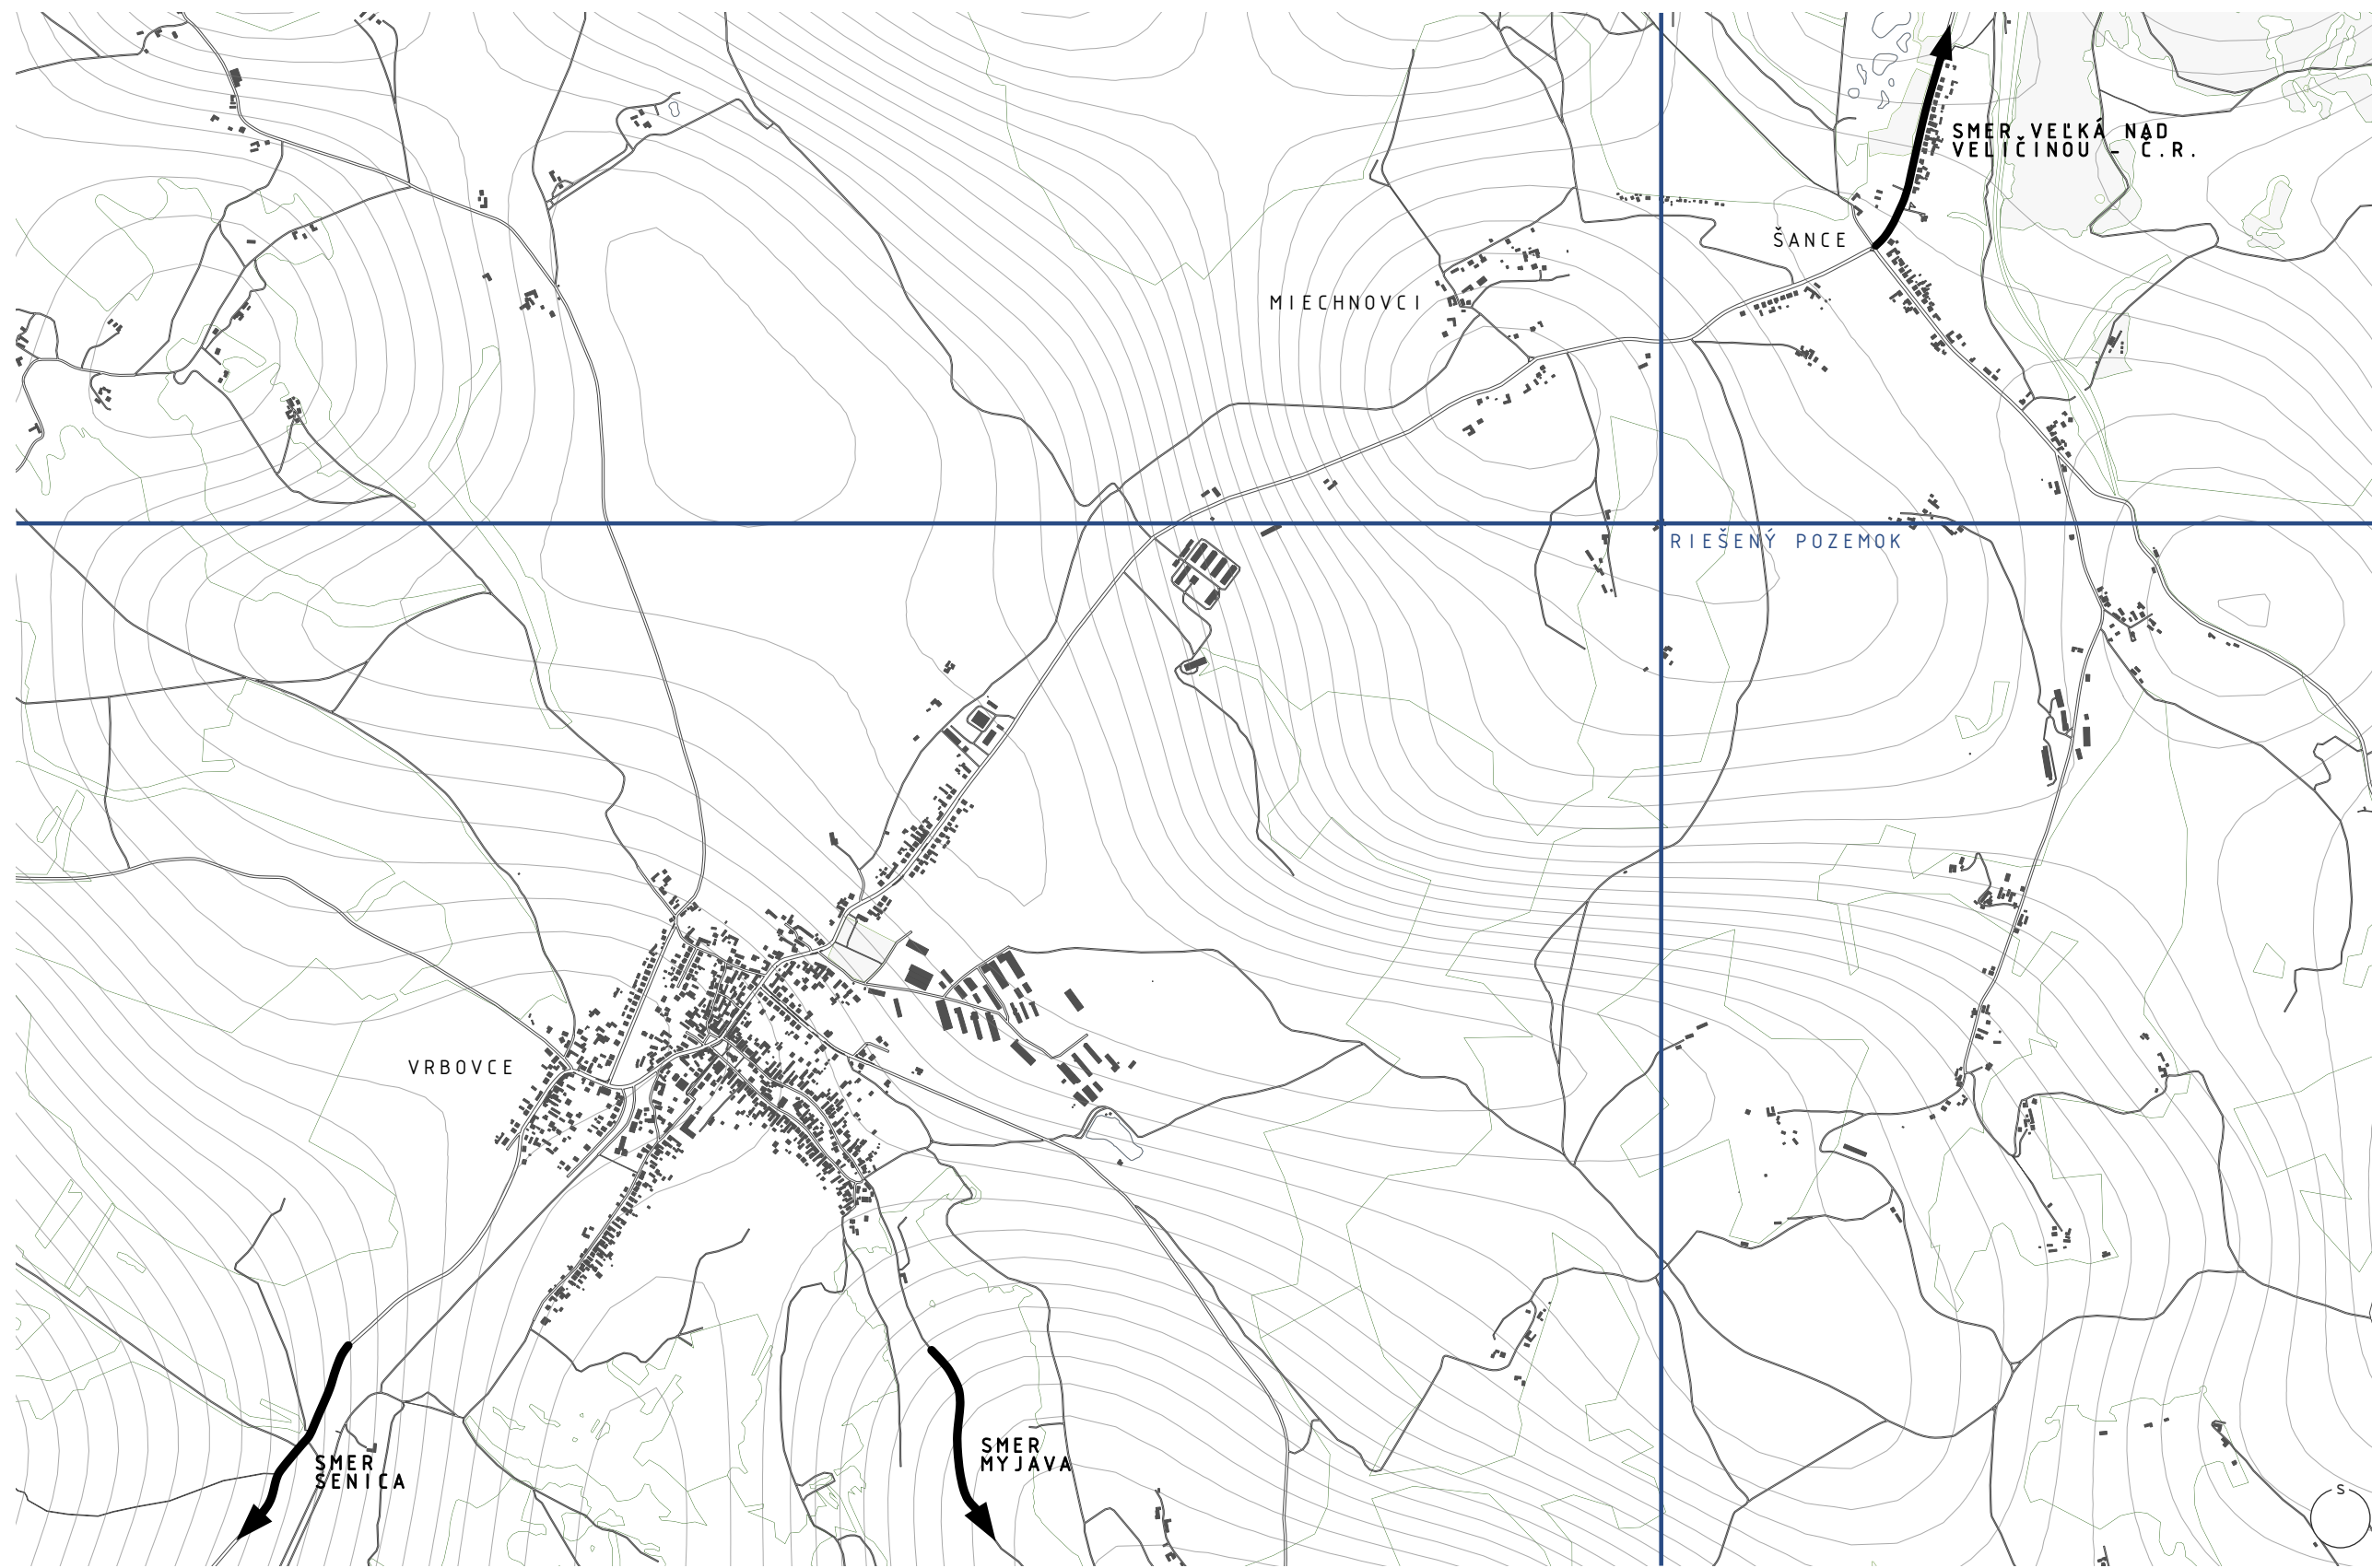 SMER VEĽKÁ NAD
VELIČINOU - Č.R.
ŠANCE
MIECHNOVCI
RIEŠENÝ POZEMOK
VRBOVCE
SMER
SENICA
SMER
MYJAVA
S